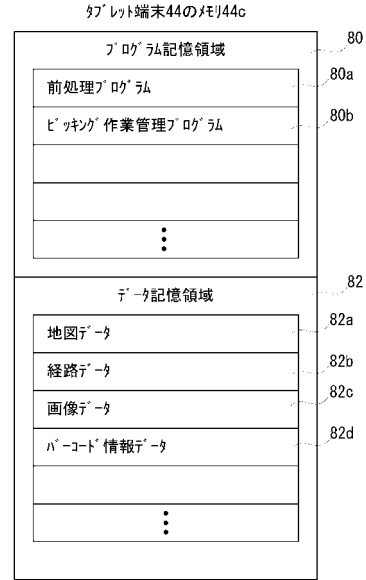 ﾀﾌﾞﾚｯﾄ端末44のﾒﾓﾘ44c
ﾌﾟﾛｸﾞﾗﾑ記憶領域
80
前処理ﾌﾟﾛｸﾞﾗﾑ
80a
ﾋﾟｯｷﾝｸﾞ作業管理ﾌﾟﾛｸﾞﾗﾑ
80b
ﾃﾞｰﾀ記憶領域
82
地図ﾃﾞｰﾀ
82a
経路ﾃﾞｰﾀ
82b
画像ﾃﾞｰﾀ
82c
ﾊﾞｰｺｰﾄﾞ情報ﾃﾞｰﾀ
82d